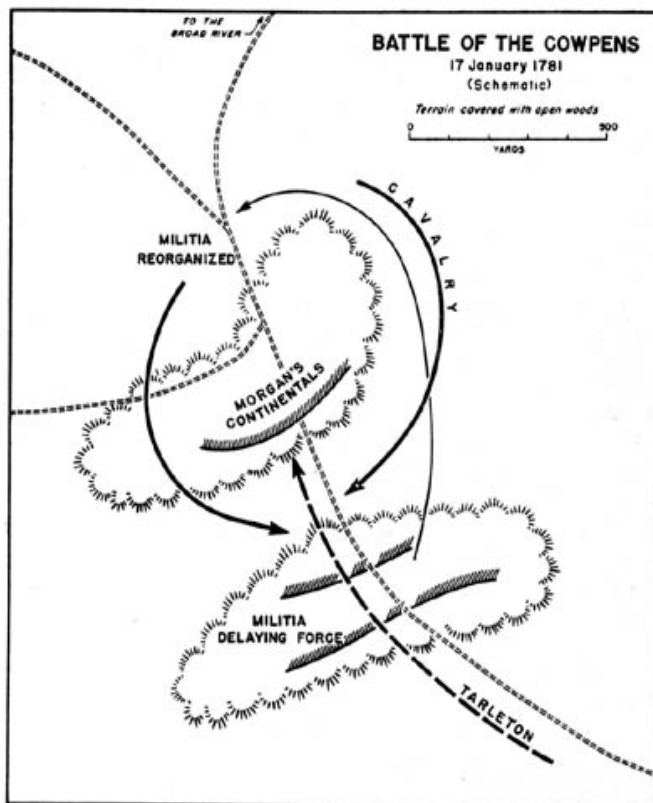 TO THE
BROAD RIVER
BATTLE OF THE COWPENS
17 January 1781
(Schematic)
Terrain covered with open woods
0 500
YARDS
CAVALRY
MILITIA
REORGANIZED
MORGAN'S
CONTINENTALS
MILITIA
DELAYING FORCE
TARLETON